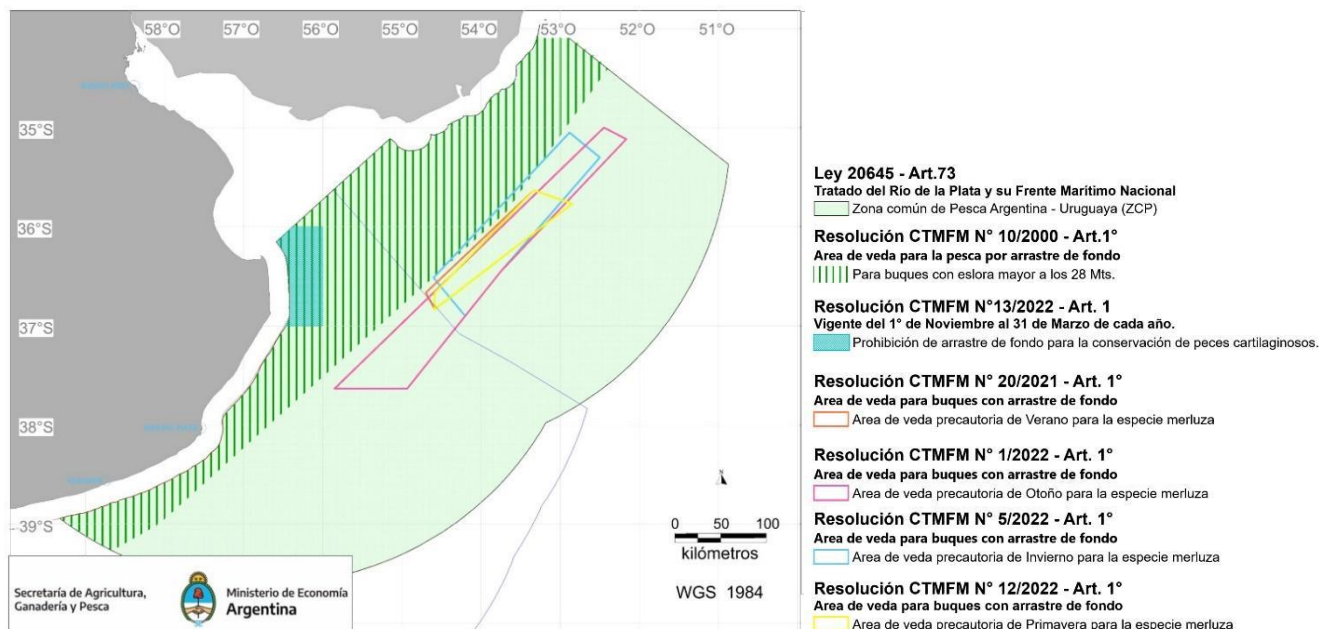 58°O 57°O 56°O 55°O 54°O 53°O 52°O 51°O
35°S
36°S
37°S
38°S
39°S
N
0 50 100
kilómetros
WGS 1984
Secretaría de Agricultura,
Ganadería y Pesca
Ministerio de Economía
Argentina
Ley 20645 - Art.73
Tratado del Rio de la Plata y su Frente Marítimo Nacional
Zona común de Pesca Argentina - Uruguaya (ZCP)
Resolución CTMFM N° 10/2000 - Art.1°
Area de veda para la pesca por arrastre de fondo
Para buques con eslora mayor a los 28 Mts.
Resolución CTMFM N°13/2022 - Art. 1
Vigente del 1° de Noviembre al 31 de Marzo de cada año.
Prohibición de arrastre de fondo para la conservación de peces cartilaginosos.
Resolución CTMFM N° 20/2021 - Art. 1°
Area de veda para buques con arrastre de fondo
Area de veda precautoria de Verano para la especie merluza
Resolución CTMFM N° 1/2022 - Art. 1°
Area de veda para buques con arrastre de fondo
Area de veda precautoria de Otoño para la especie merluza
Resolución CTMFM N° 5/2022 - Art. 1°
Area de veda para buques con arrastre de fondo
Area de veda precautoria de Invierno para la especie merluza
Resolución CTMFM N° 12/2022 - Art. 1°
Area de veda para buques con arrastre de fondo
Area de veda precautoria de Primavera para la especie merluza